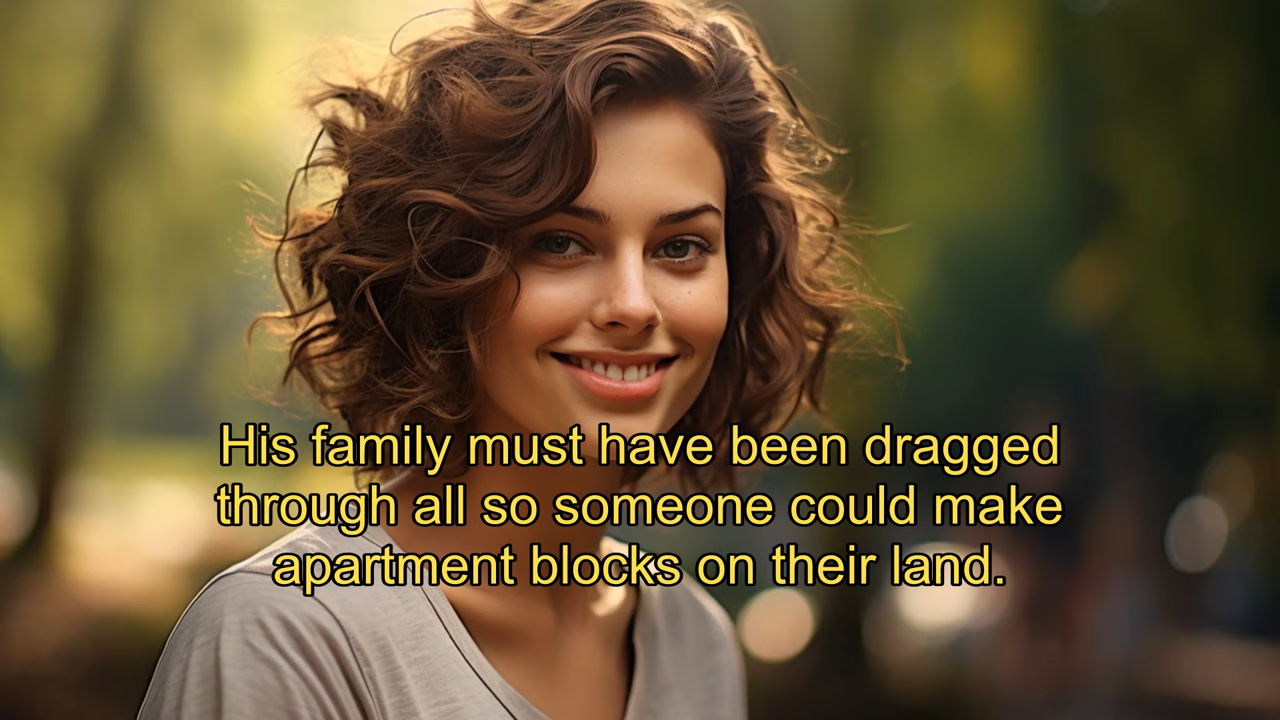 His family must have been dragged
through all so someone could make
apartment blocks on their land.